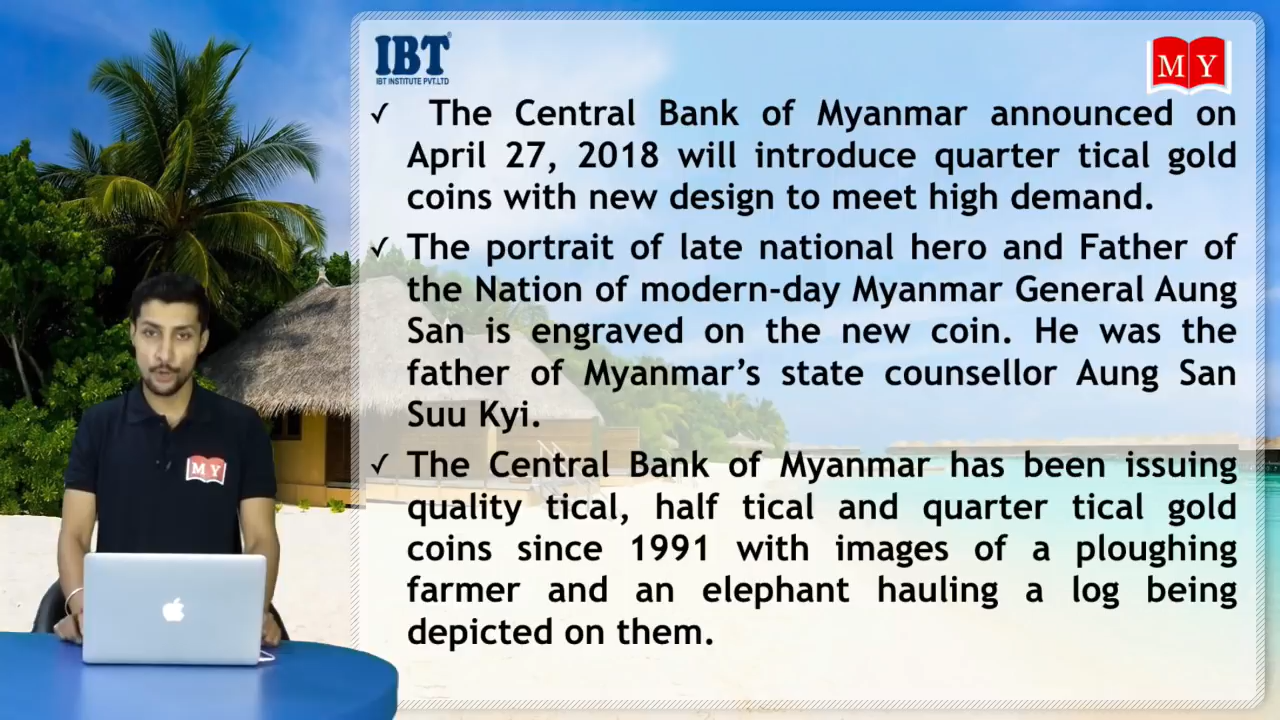 IBT®
IBT INSTITUTE PVT.LTD
M Y
✓ The Central Bank of Myanmar announced on
April 27, 2018 will introduce quarter tical gold
coins with new design to meet high demand.
✓ The portrait of late national hero and Father of
the Nation of modern-day Myanmar General Aung
San is engraved on the new coin. He was the
father of Myanmar’s state counsellor Aung San
Suu Kyi.
✓ The Central Bank of Myanmar has been issuing
quality tical, half tical and quarter tical gold
coins since 1991 with images of a ploughing
farmer and an elephant hauling a log being
depicted on them.
M Y